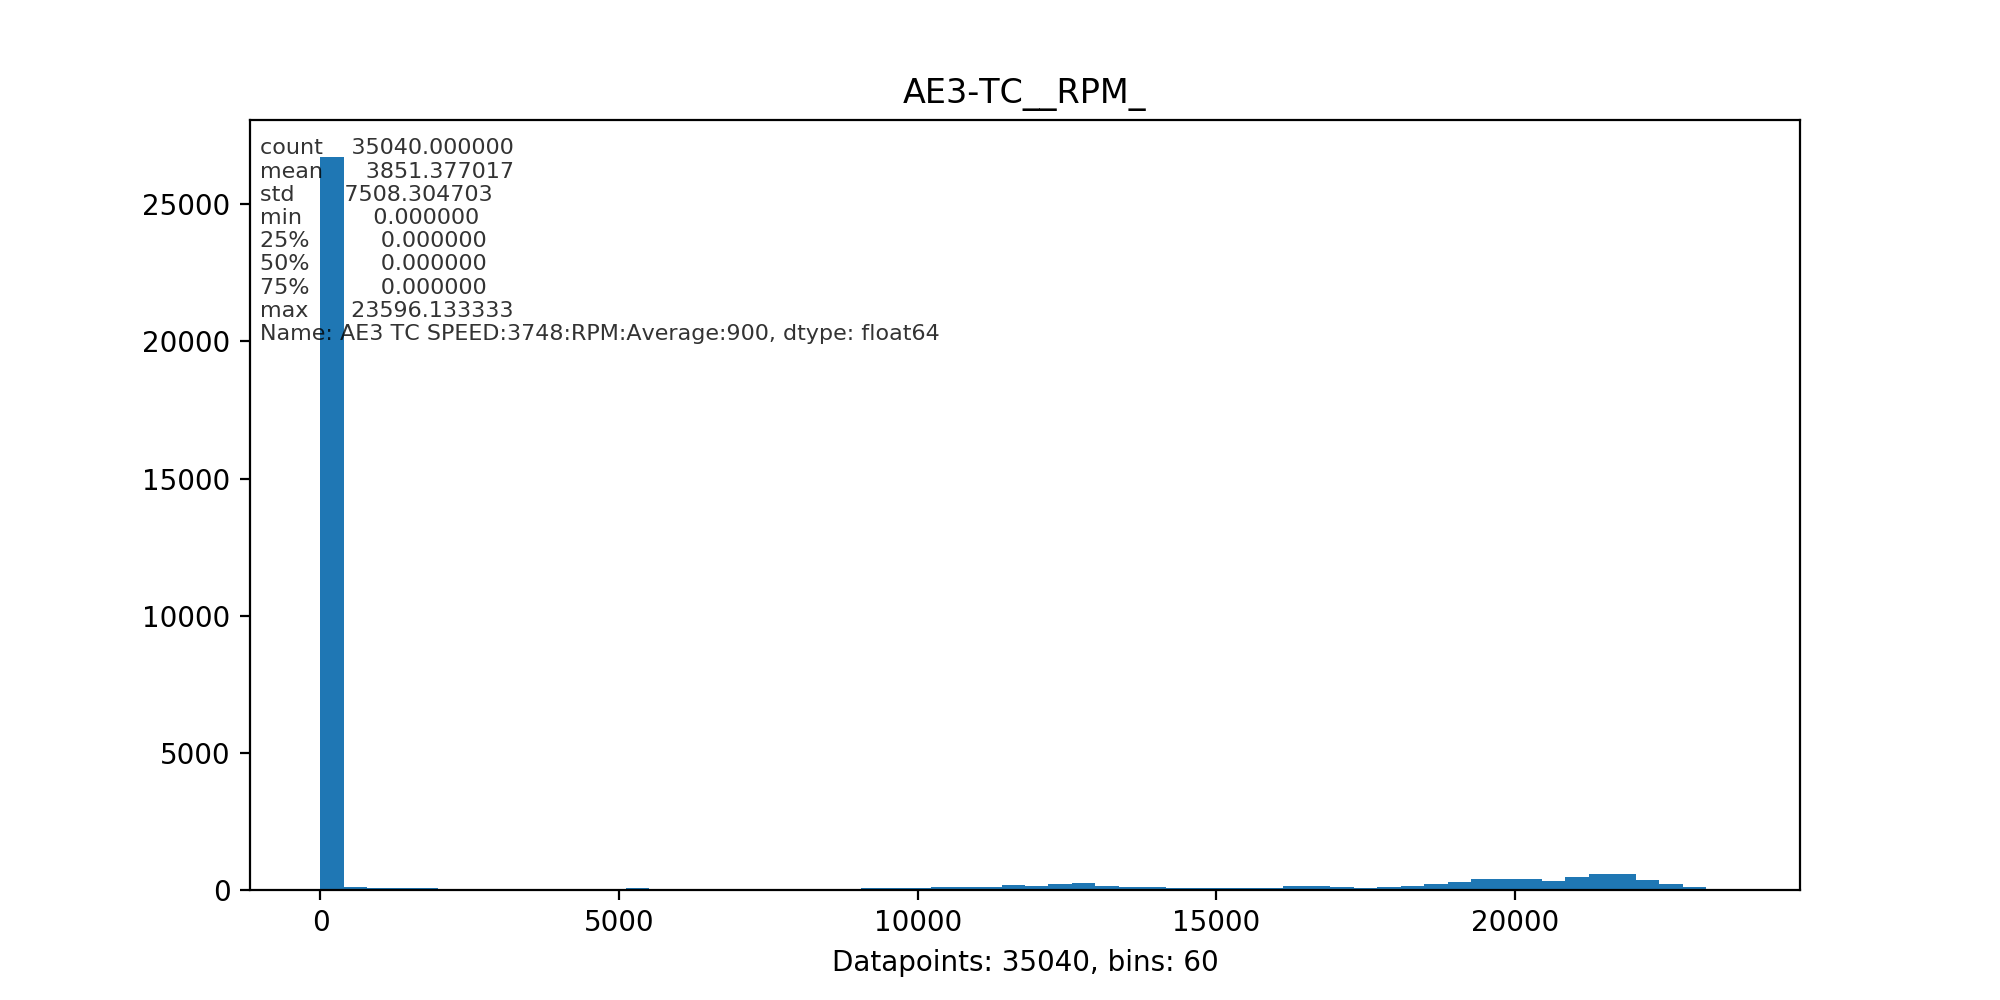 AE3-TC__RPM_
count 35040.000000
mean 3851.377017
std 7508.304703
min 0.000000
25% 0.000000
50% 0.000000
75% 0.000000
max 23596.133333
Name: AE3 TC SPEED:3748:RPM:Average:900, dtype: float64
25000
20000
15000
10000
5000
0
0 5000 10000 15000 20000
Datapoints: 35040, bins: 60